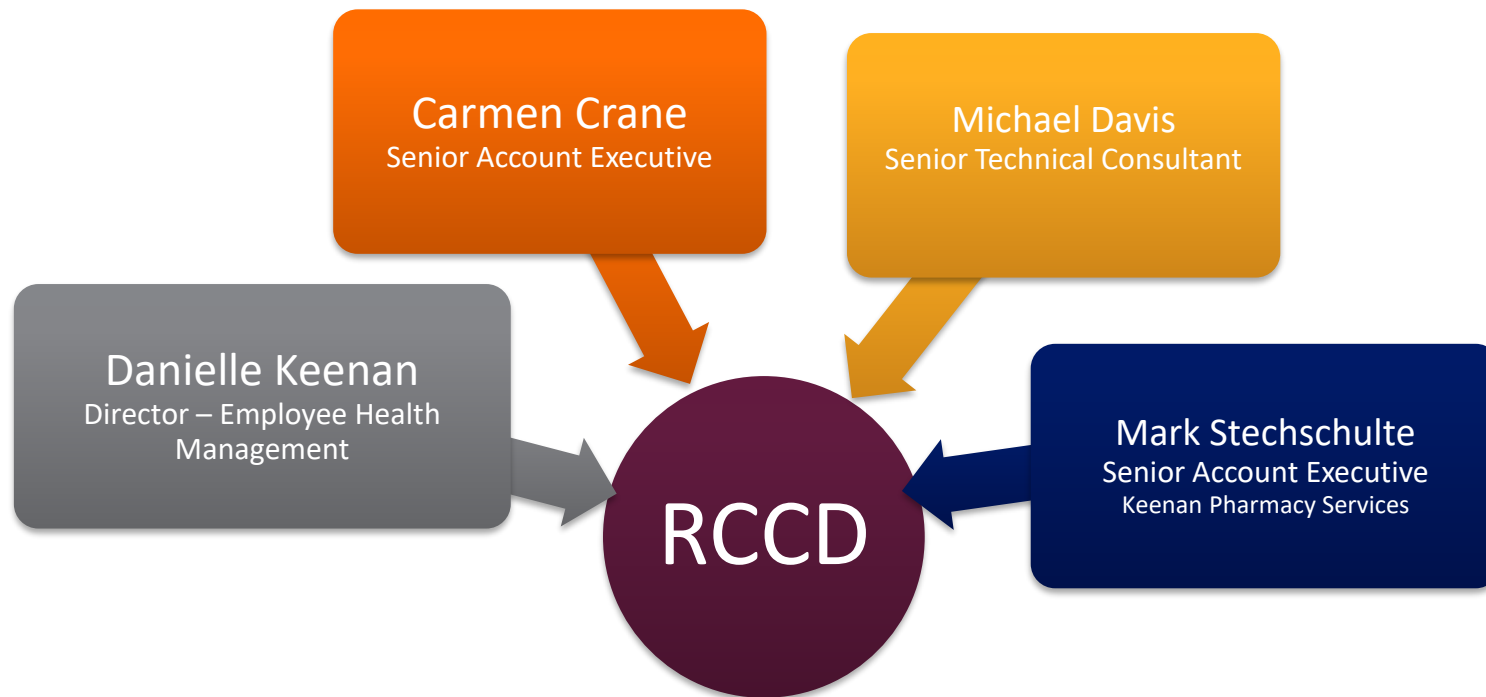 Carmen Crane
Senior Account Executive
Michael Davis
Senior Technical Consultant
Danielle Keenan
Director – Employee Health
Management
Mark Stechschulte
Senior Account Executive
Keenan Pharmacy Services
RCCD